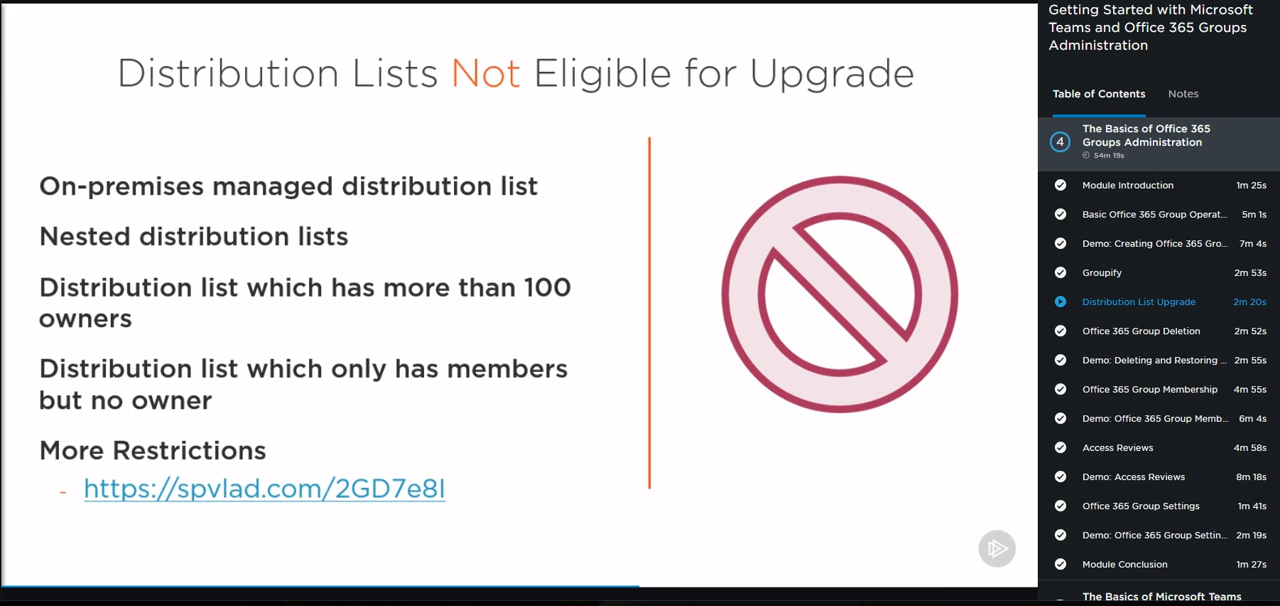 Distribution Lists Not Eligible for Upgrade
On-premises managed distribution list
Nested distribution lists
Distribution list which has more than 100
owners
Distribution list which only has members
but no owner
More Restrictions
- https://spvlad.com/2GD7e8I
Getting Started with Microsoft
Teams and Office 365 Groups
Administration
Table of Contents Notes
4
The Basics of Office 365
Groups Administration
54m 19s
Module Introduction 1m 25s
Basic Office 365 Group Operat... 5m 1s
Demo: Creating Office 365 Gro... 7m 4s
Groupify 2m 53s
Distribution List Upgrade 2m 20s
Office 365 Group Deletion 2m 52s
Demo: Deleting and Restoring ... 2m 55s
Office 365 Group Membership 4m 55s
Demo: Office 365 Group Memb... 6m 4s
Access Reviews 4m 58s
Demo: Access Reviews 8m 18s
Office 365 Group Settings 1m 41s
Demo: Office 365 Group Settin... 2m 19s
Module Conclusion 1m 27s
The Basics of Microsoft Teams